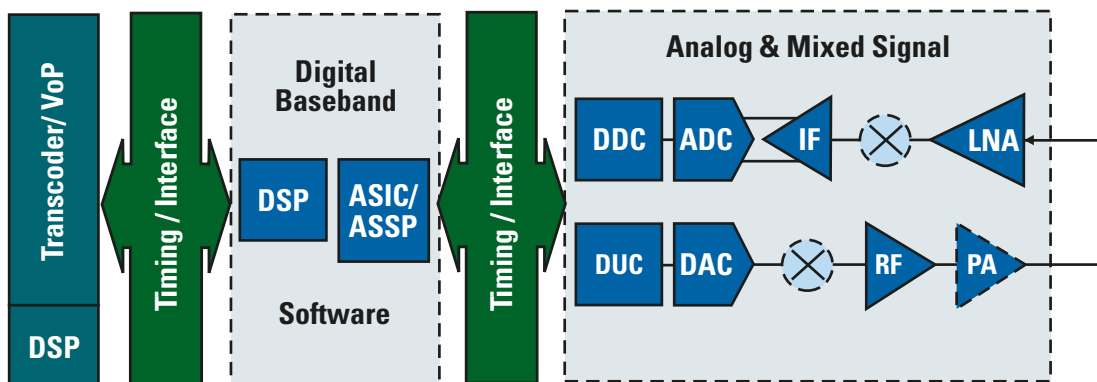 Transcoder/ VoP
DSP
Timing / Interface
Digital
Baseband
DSP
ASIC/
ASSP
Software
Timing / Interface
Analog & Mixed Signal
DDC
ADC
IF
LNA
DUC
DAC
RF
PA